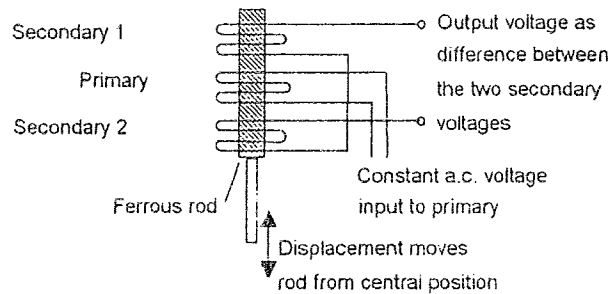 Secondary 1
Primary
Secondary 2
Output voltage as
difference between
the two secondary
voltages
Constant a.c. voltage
input to primary
Ferrous rod
Displacement moves
rod from central position